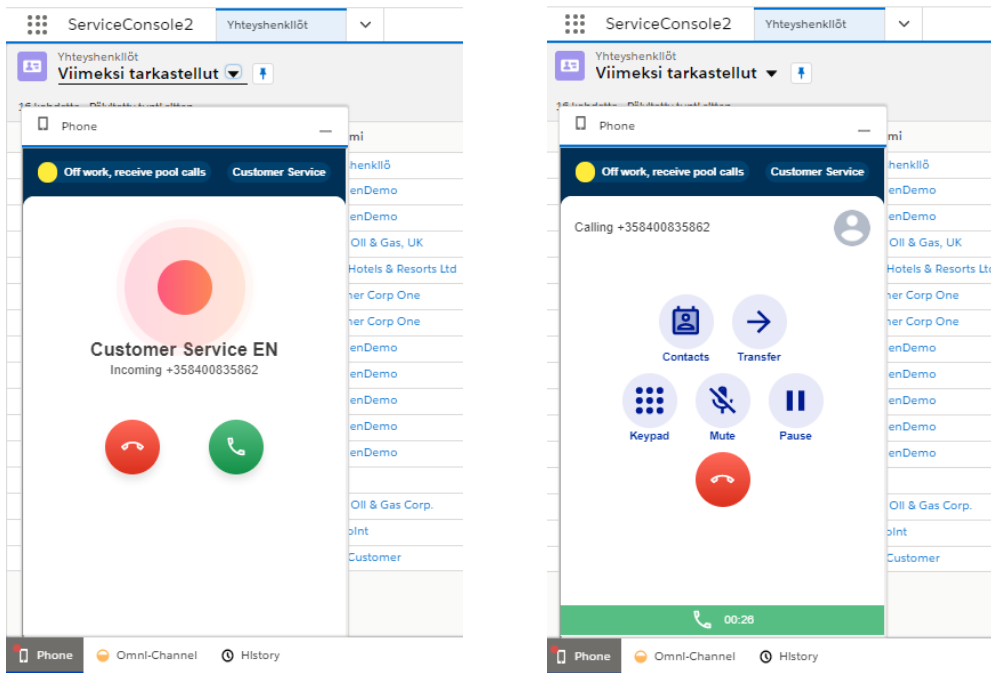 ServiceConsole2 Yhteyshenkilöt
Yhteyshenkilöt
Viimeksi tarkastellut
Phone
mi
Off work, receive pool calls Customer Service
henkilö
enDemo
enDemo
Oil & Gas, UK
Hotels & Resorts Ltd
ner Corp One
ner Corp One
Customer Service EN
enDemo
Incoming +358400835862
enDemo
enDemo
enDemo
enDemo
Oil & Gas Corp.
oint
Customer
Phone Omni-Channel History
ServiceConsole2 Yhteyshenkilöt
Yhteyshenkilöt
Viimeksi tarkastellut
Phone
mi
Off work, receive pool calls Customer Service
henkilö
enDemo
Calling +358400835862
enDemo
Oil & Gas, UK
Hotels & Resorts Ltd
ner Corp One
ner Corp One
Contacts Transfer
enDemo
enDemo
enDemo
Keypad Mute Pause
enDemo
enDemo
Oil & Gas Corp.
oint
Customer
00:26
Phone Omni-Channel History